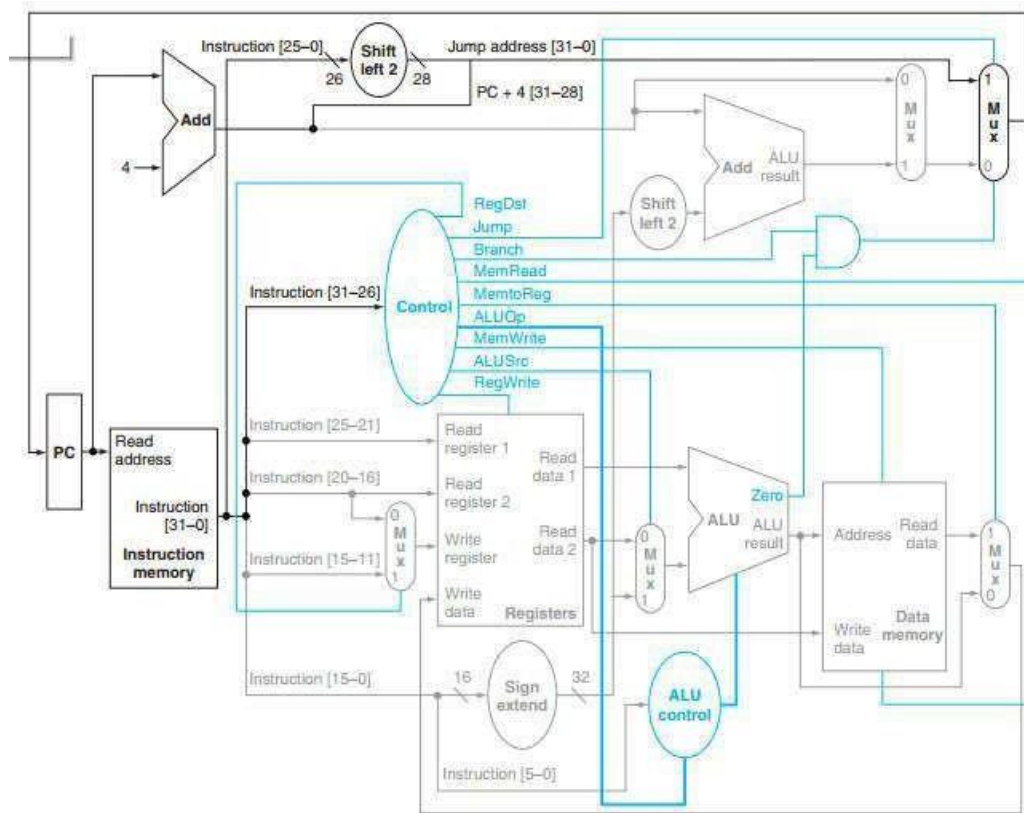 Instruction [25–0]
Shift
left 2
Jump address [31–0]
26
28
PC + 4 [31–28]
Add
4
0
M
u
x
1
1
M
u
x
0
Add
ALU
result
Shift
left 2
RegDst
Jump
Branch
MemRead
MemtoReg
ALUOp
MemWrite
ALUSrc
RegWrite
Instruction [31–26]
Control
PC
Read
address
Instruction
[31–0]
Instruction
memory
Instruction [25–21]
Instruction [20–16]
Instruction [15–11]
0
M
u
x
1
Read
register 1
Read
register 2
Write
register
Write
data
Read
data 1
Read
data 2
Registers
0
M
u
x
1
Zero
ALU
ALU
result
Address
Read
data
Write
data
Data
memory
1
M
u
x
0
Instruction [15–0]
16
Sign
extend
32
ALU
control
Instruction [5–0]